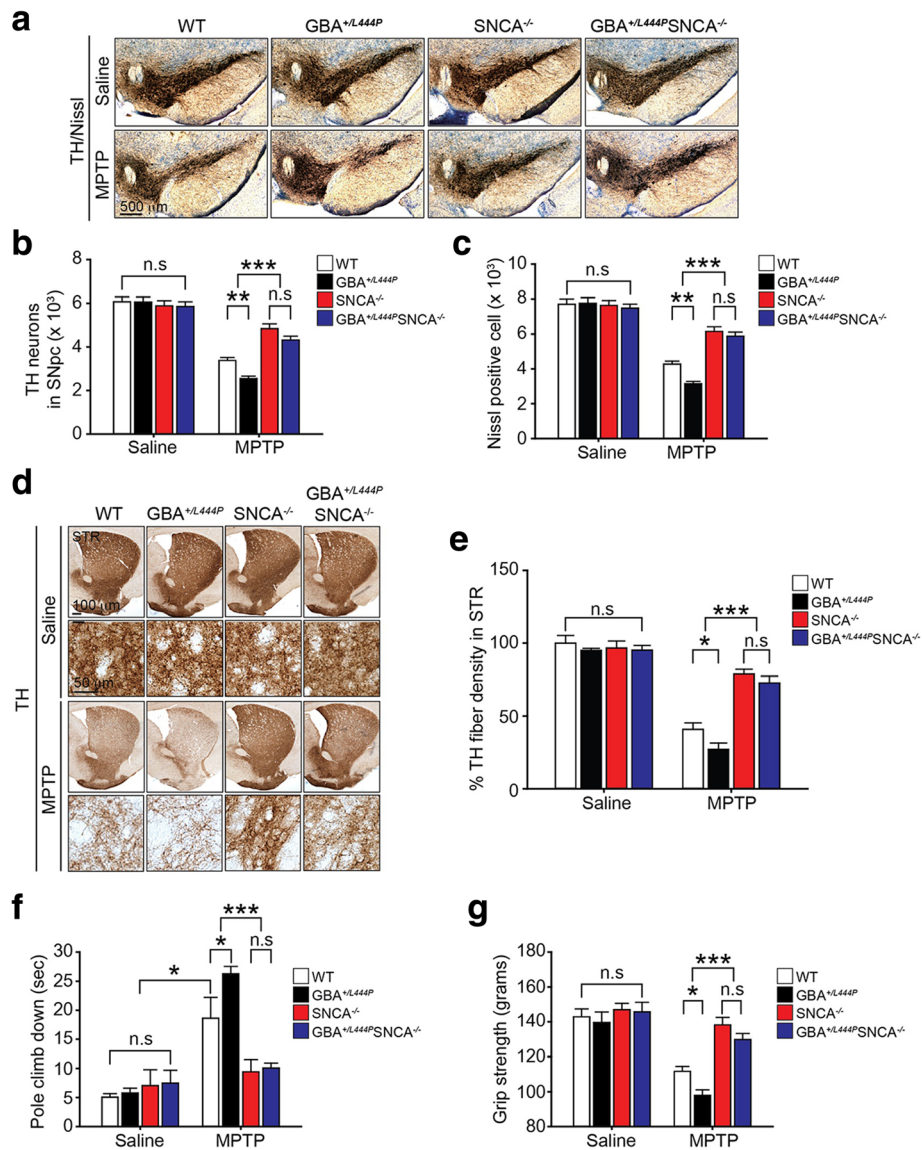 a
WT GBA+/L444P SNCA-/- GBA+/L444PSNCA-/-
TH/Nissl
Saline
MPTP
500 µm
b
TH neurons
in SNpc (x 10³)
8
6
4
2
0
n.s
***
**
n.s
Saline MPTP
WT
GBA+/L444P
SNCA-/-
GBA+/L444PSNCA-/-
c
Nissl positive cell (x 10³)
10
8
6
4
2
0
n.s
***
**
n.s
Saline MPTP
WT
GBA+/L444P
SNCA-/-
GBA+/L444PSNCA-/-
d
WT GBA+/L444P SNCA-/- GBA+/L444P
SNCA-/-
TH
Saline
MPTP
STR
100 µm
50 µm
e
% TH fiber density in STR
150
100
50
0
n.s
***
*
n.s
Saline MPTP
WT
GBA+/L444P
SNCA-/-
GBA+/L444PSNCA-/-
f
Pole climb down (sec)
30
25
20
15
10
5
0
n.s
*
***
*
n.s
Saline MPTP
WT
GBA+/L444P
SNCA-/-
GBA+/L444PSNCA-/-
g
Grip strength (grams)
180
160
140
120
100
80
n.s
***
*
n.s
Saline MPTP
WT
GBA+/L444P
SNCA-/-
GBA+/L444PSNCA-/-